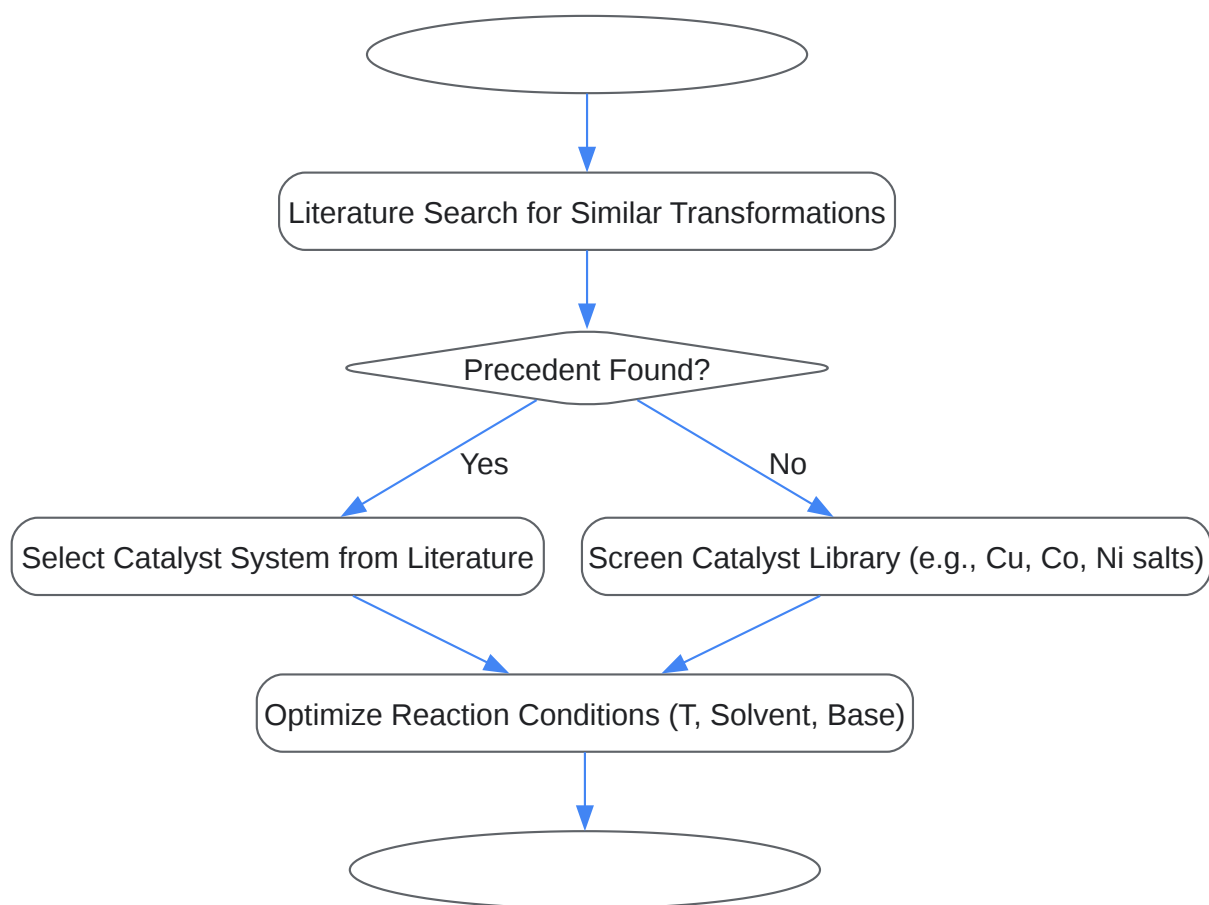 Literature Search for Similar Transformations
Precedent Found?
Yes
No
Select Catalyst System from Literature
Screen Catalyst Library (e.g., Cu, Co, Ni salts)
Optimize Reaction Conditions (T, Solvent, Base)